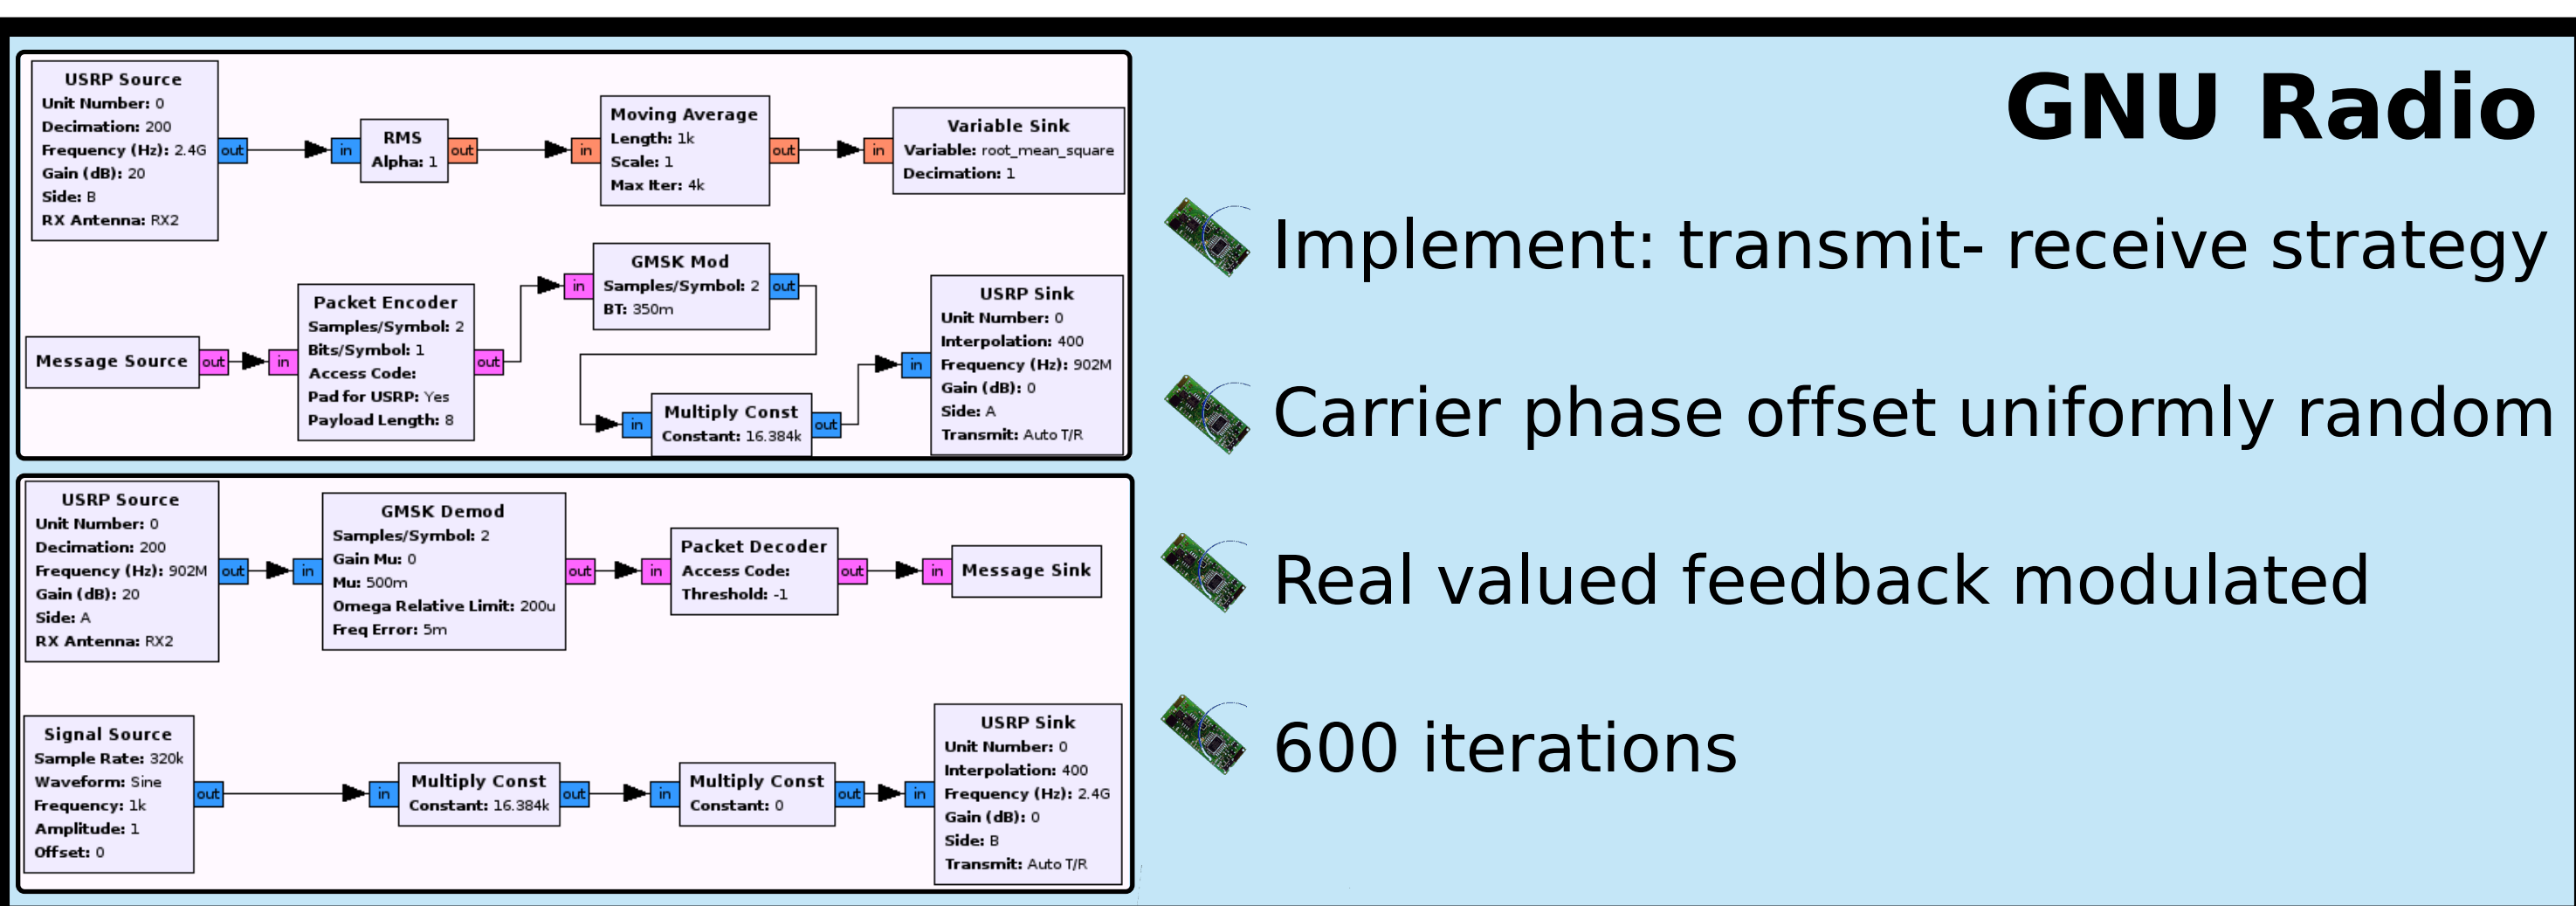 GNU Radio
USRP Source
Unit Number: 0
Decimation: 200
Frequency (Hz): 2.4G
Gain (dB): 20
Side: B
RX Antenna: RX2
out
in
RMS
Alpha: 1
out
in
Moving Average
Length: 1k
Scale: 1
Max Iter: 4k
out
in
Variable Sink
Variable: root_mean_square
Decimation: 1
Message Source
out
in
Packet Encoder
Samples/Symbol: 2
Bits/Symbol: 1
Access Code:
Pad for USRP: Yes
Payload Length: 8
out
in
GMSK Mod
Samples/Symbol: 2
BT: 350m
out
in
Multiply Const
Constant: 16.384k
out
in
USRP Sink
Unit Number: 0
Interpolation: 400
Frequency (Hz): 902M
Gain (dB): 0
Side: A
Transmit: Auto T/R
USRP Source
Unit Number: 0
Decimation: 200
Frequency (Hz): 902M
Gain (dB): 20
Side: A
RX Antenna: RX2
out
in
GMSK Demod
Samples/Symbol: 2
Gain Mu: 0
Mu: 500m
Omega Relative Limit: 200u
Freq Error: 5m
out
in
Packet Decoder
Access Code:
Threshold: -1
out
in
Message Sink
Signal Source
Sample Rate: 320k
Waveform: Sine
Frequency: 1k
Amplitude: 1
Offset: 0
out
in
Multiply Const
Constant: 16.384k
out
in
Multiply Const
Constant: 0
out
in
USRP Sink
Unit Number: 0
Interpolation: 400
Frequency (Hz): 2.4G
Gain (dB): 0
Side: B
Transmit: Auto T/R
Implement: transmit- receive strategy
Carrier phase offset uniformly random
Real valued feedback modulated
600 iterations